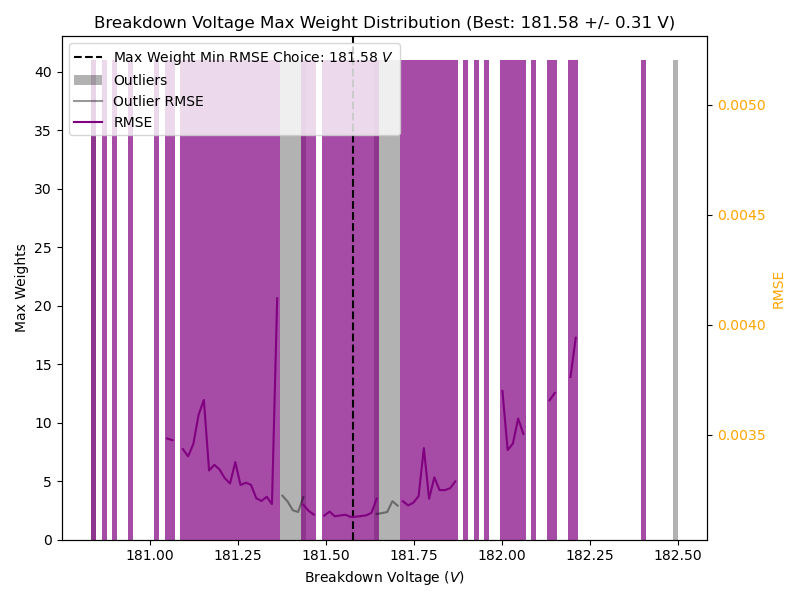 Breakdown Voltage Max Weight Distribution (Best: 181.58 +/- 0.31 V)
Max Weight Min RMSE Choice: 181.58 V
Outliers
Outlier RMSE
RMSE
40
35
30
25
20
15
10
5
0
Max Weights
0.0050
0.0045
0.0040
0.0035
RMSE
181.00
181.25
181.50
181.75
182.00
182.25
182.50
Breakdown Voltage (V)